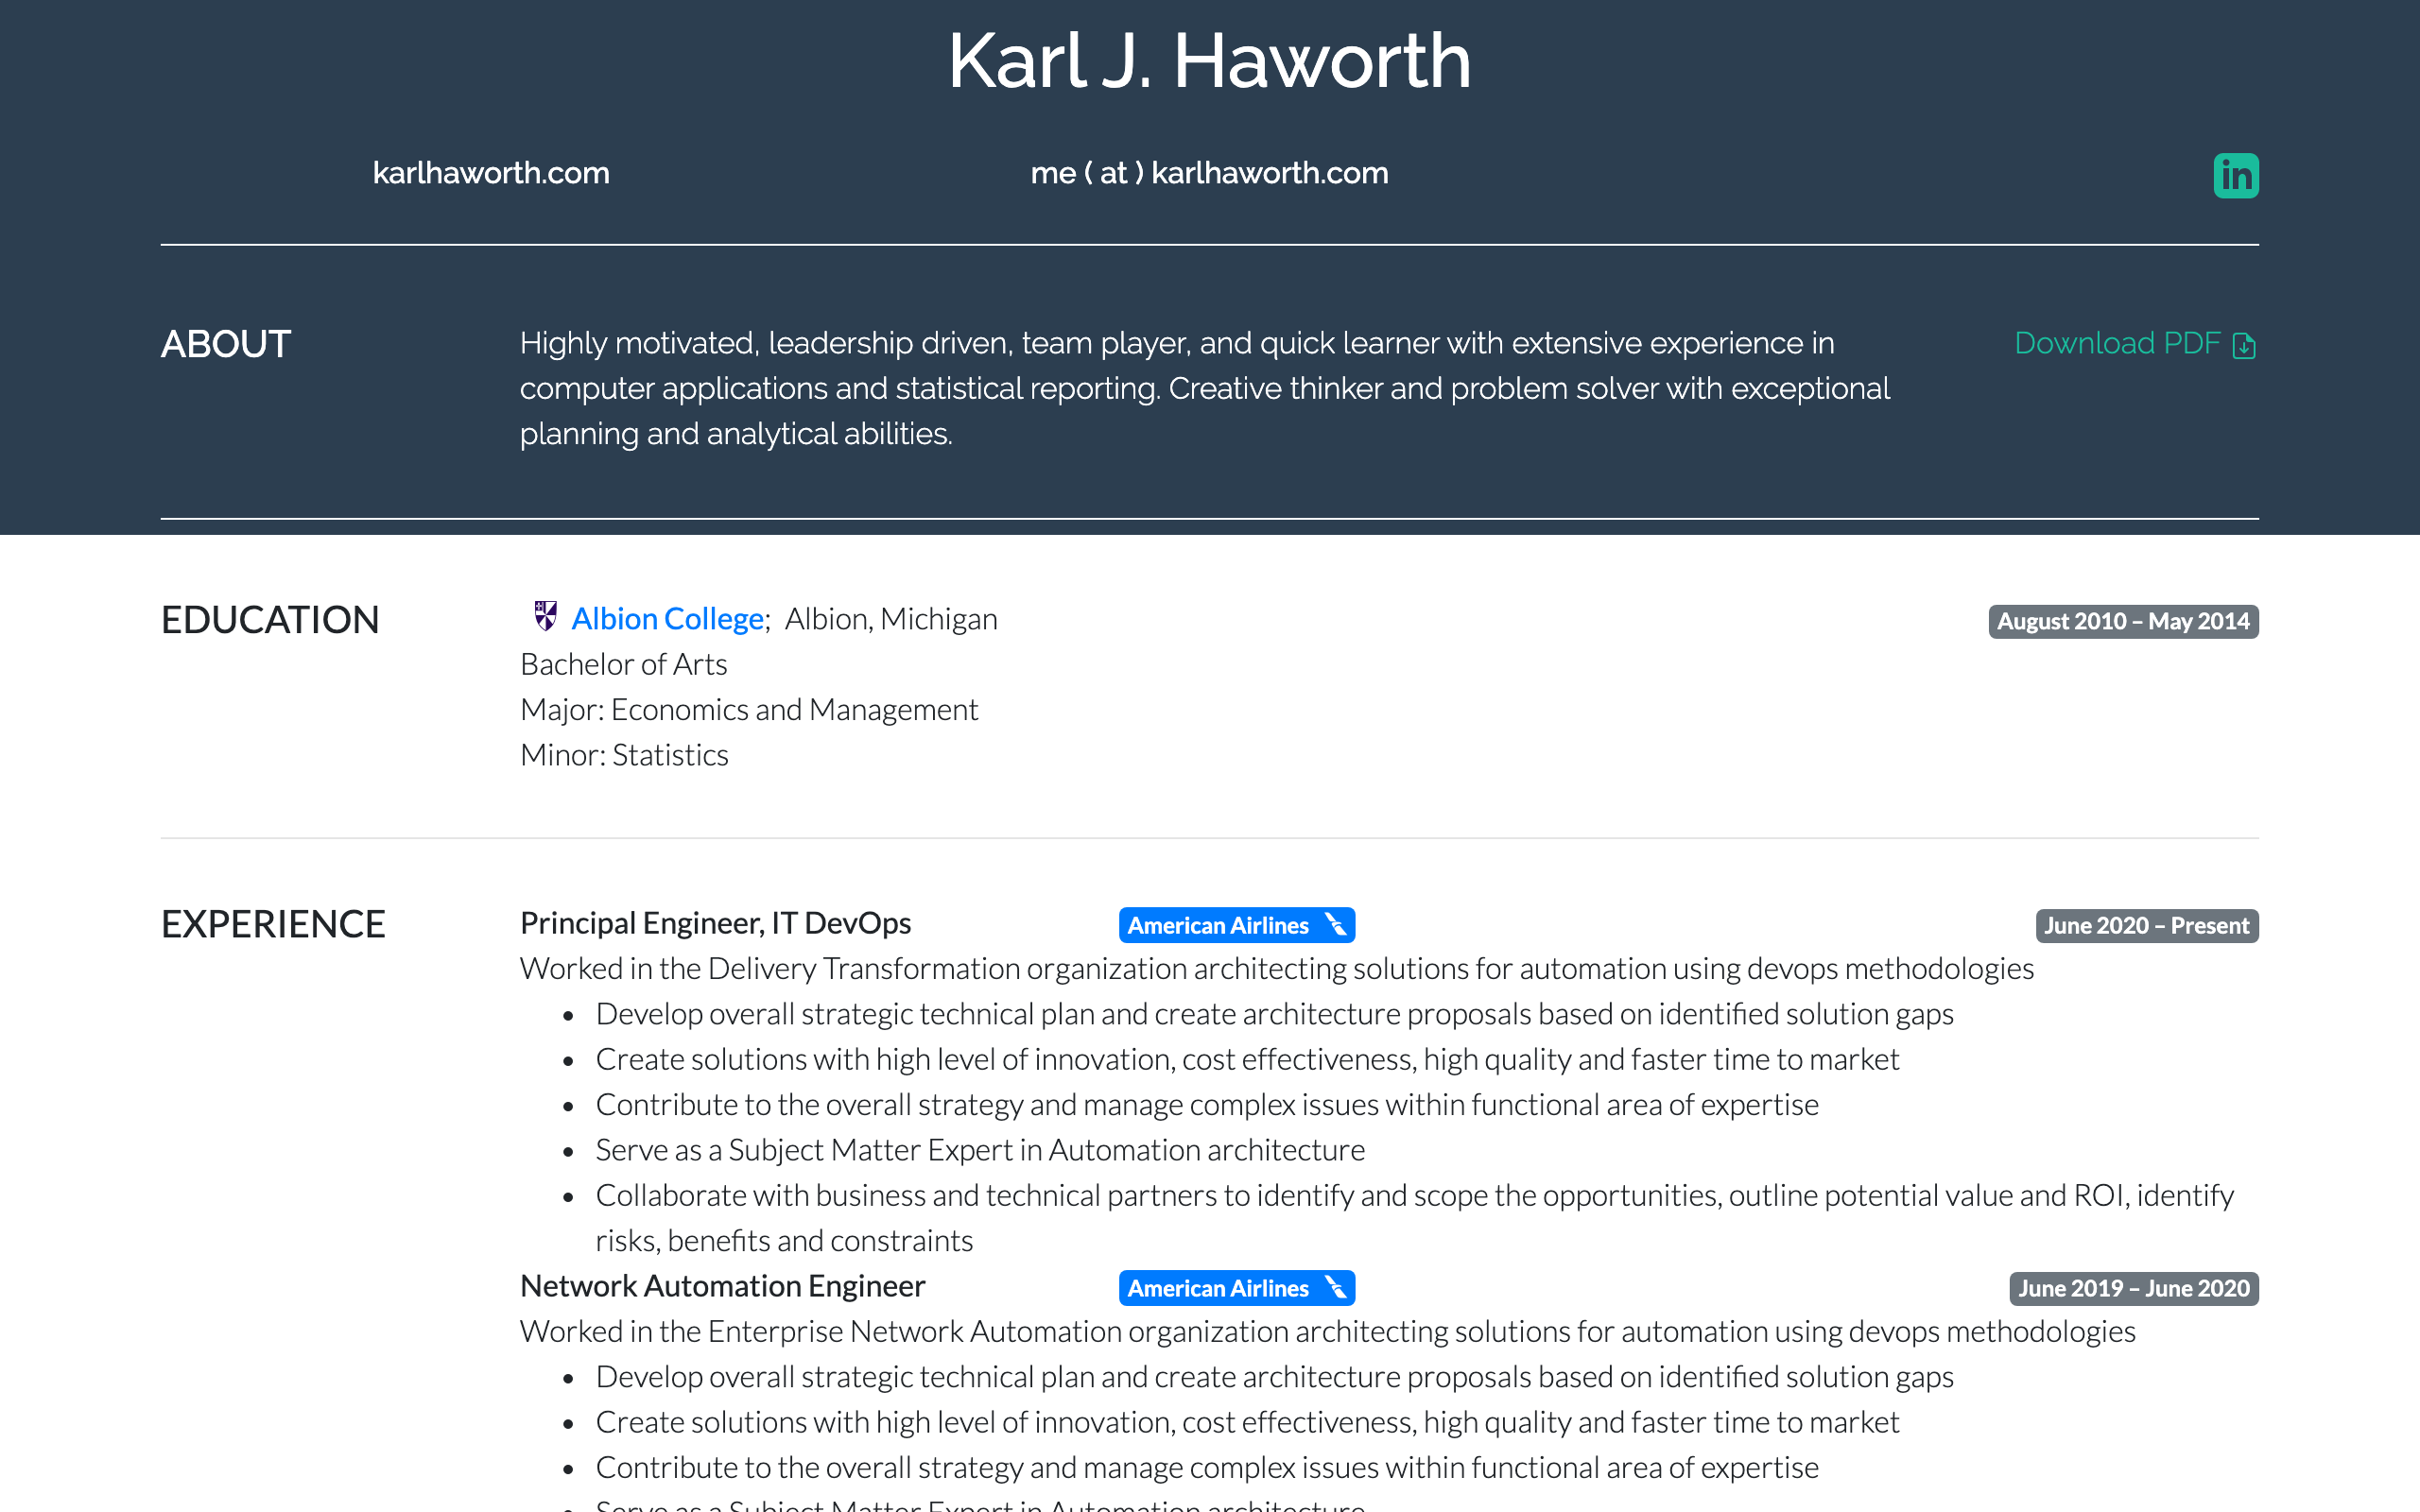 Karl J. Haworth
karlhaworth.com
me ( at ) karlhaworth.com
in
ABOUT
Highly motivated, leadership driven, team player, and quick learner with extensive experience in
computer applications and statistical reporting. Creative thinker and problem solver with exceptional
planning and analytical abilities.
Download PDF
EDUCATION
Albion College; Albion, Michigan
August 2010 – May 2014
Bachelor of Arts
Major: Economics and Management
Minor: Statistics
EXPERIENCE
Principal Engineer, IT DevOps
American Airlines
June 2020 – Present
Worked in the Delivery Transformation organization architecting solutions for automation using devops methodologies
• Develop overall strategic technical plan and create architecture proposals based on identified solution gaps
• Create solutions with high level of innovation, cost effectiveness, high quality and faster time to market
• Contribute to the overall strategy and manage complex issues within functional area of expertise
• Serve as a Subject Matter Expert in Automation architecture
• Collaborate with business and technical partners to identify and scope the opportunities, outline potential value and ROI, identify
risks, benefits and constraints
Network Automation Engineer
American Airlines
June 2019 – June 2020
Worked in the Enterprise Network Automation organization architecting solutions for automation using devops methodologies
• Develop overall strategic technical plan and create architecture proposals based on identified solution gaps
• Create solutions with high level of innovation, cost effectiveness, high quality and faster time to market
• Contribute to the overall strategy and manage complex issues within functional area of expertise
• Serve as a Subject Matter Expert in Automation architecture